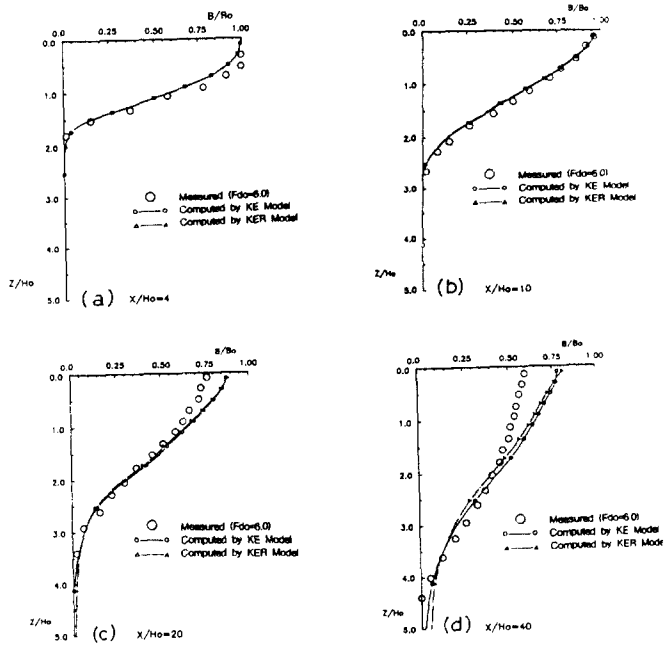 B/Bo
0.0 0.25 0.50 0.75 1.00
1.0
2.0
3.0
4.0
5.0
Z/Ho
Measured (Fdo=6.0)
Computed by KE Model
Computed by KER Model
(a) X/Ho=4
B/Bo
0.0 0.25 0.50 0.75 1.00
1.0
2.0
3.0
4.0
5.0
Z/Ho
Measured (Fdo=6.0)
Computed by KE Model
Computed by KER Model
(b) X/Ho=10
B/Bo
0.0 0.25 0.50 0.75 1.00
1.0
2.0
3.0
4.0
5.0
Z/Ho
Measured (Fdo=6.0)
Computed by KE Model
Computed by KER Model
(c) X/Ho=20
B/Bo
0.0 0.25 0.50 0.75 1.00
1.0
2.0
3.0
4.0
5.0
Z/Ho
Measured (Fdo=6.0)
Computed by KE Model
Computed by KER Model
(d) X/Ho=40